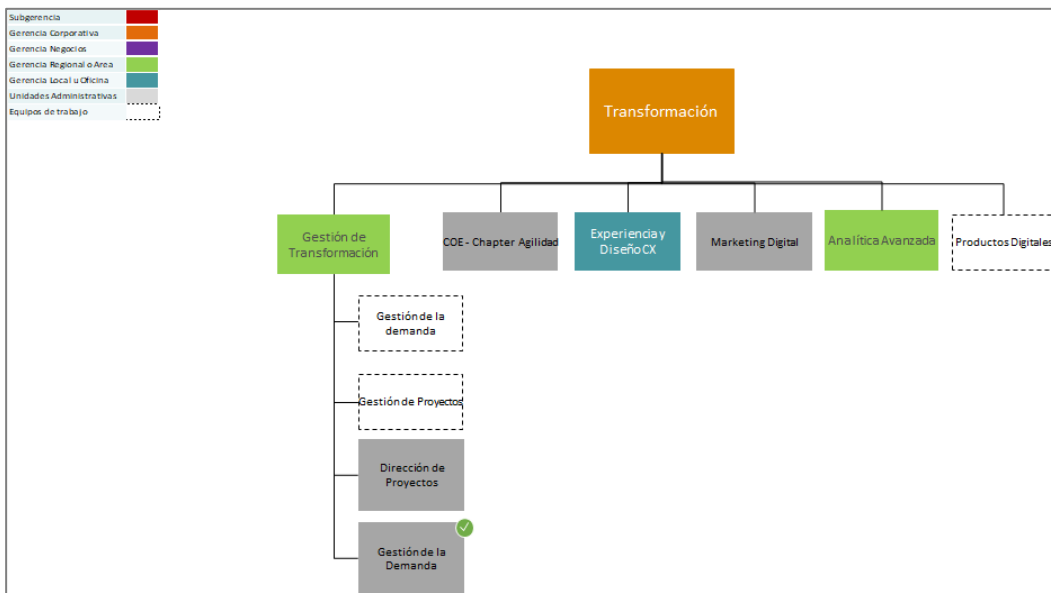 Subgerencia
Gerencia Corporativa
Gerencia Negocios
Gerencia Regional o Area
Gerencia Local u Oficina
Unidades Administrativas
Equipos de trabajo
Transformación
Gestión de
Transformación
COE - Chapter Agilidad
Experiencia y
Diseño CX
Marketing Digital
Analítica Avanzada
Productos Digitales
Gestión de la
demanda
Gestión de Proyectos
Dirección de
Proyectos
Gestión de la
Demanda